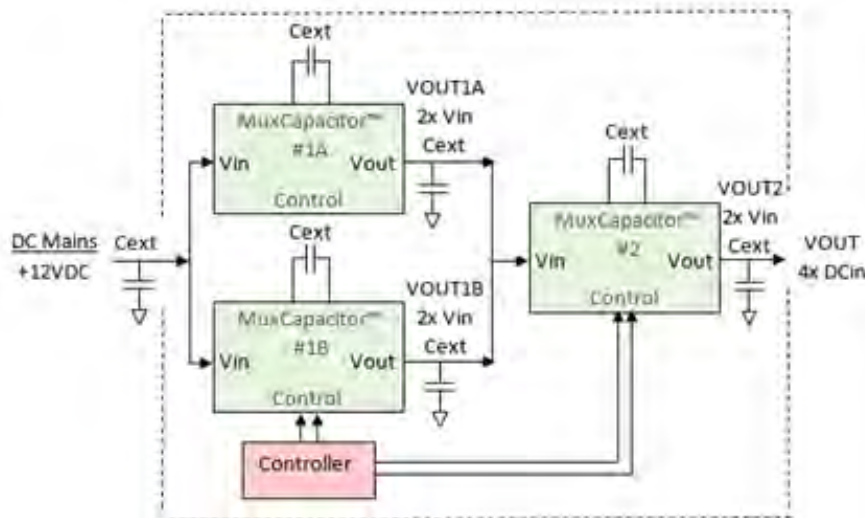 DC Mains
+12VDC
Cext
Cext
MuxCapacitor™
#1A
Vin
Vout
Control
VOUT1A
2x Vin
Cext
Cext
MuxCapacitor™
#1B
Vin
Vout
Control
VOUT1B
2x Vin
Cext
Controller
Cext
MuxCapacitor™
#2
Vin
Vout
Control
VOUT2
2x Vin
Cext
VOUT
4x DCin